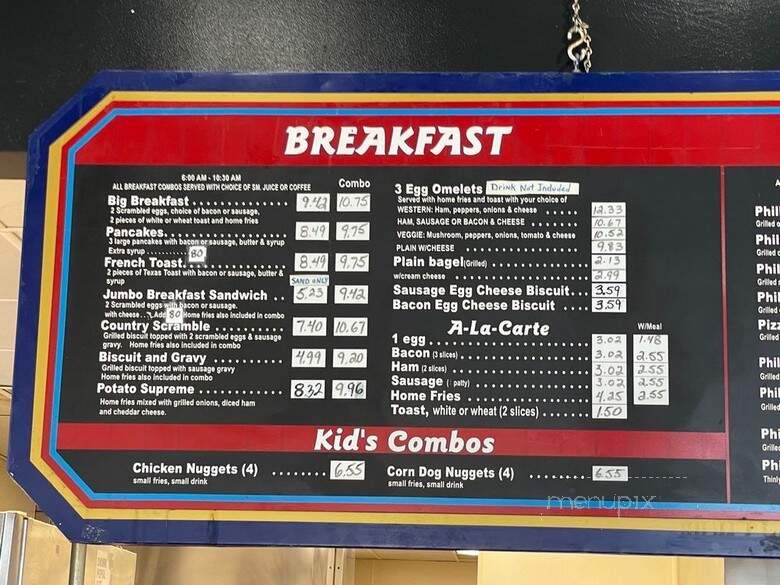 BREAKFAST
6:00 AM - 10:30 AM
ALL BREAKFAST COMBOS SERVED WITH CHOICE OF SM. JUICE OR COFFEE
Combo
Big Breakfast 9.42 10.75
2 Scrambled eggs, choice of bacon or sausage,
2 pieces of white or wheat toast and home fries
Pancakes 8.49 9.75
3 large pancakes with bacon or sausage, butter & syrup
Extra syrup 80
French Toast 8.49 9.75
2 pieces of Texas Toast with bacon or sausage, butter &
syrup
SAND ONLY
Jumbo Breakfast Sandwich 5.23 9.42
2 Scrambled eggs with bacon or sausage.
with cheese Add 80 Home fries also included in combo
Country Scramble 7.40 10.67
Grilled biscuit topped with 2 scrambled eggs & sausage
gravy. Home fries also included in combo
Biscuit and Gravy 4.99 9.20
Grilled biscuit topped with sausage gravy
Home fries also included in combo
Potato Supreme 8.32 9.96
Home fries mixed with grilled onions, diced ham
and cheddar cheese.
3 Egg Omelets Drink Not Included
Served with home fries and toast with your choice of
WESTERN: Ham, peppers, onions & cheese 12.33
HAM, SAUSAGE OR BACON & CHEESE 10.67
VEGGIE: Mushroom, peppers, onions, tomato & cheese 10.52
PLAIN W/CHEESE 9.83
Plain bagel (Grilled) 2.13
w/cream cheese 2.99
Sausage Egg Cheese Biscuit 3.59
Bacon Egg Cheese Biscuit 3.59
A-La-Carte
W/Meal
1 egg 3.02 1.48
Bacon (3 slices) 3.02 2.55
Ham (2 slices) 3.02 2.55
Sausage ( patty) 3.02 2.55
Home Fries 4.25 2.55
Toast, white or wheat (2 slices) 1.50
Kid's Combos
Chicken Nuggets (4) 6.55
small fries, small drink
Corn Dog Nuggets (4) 6.55
small fries, small drink
menupix